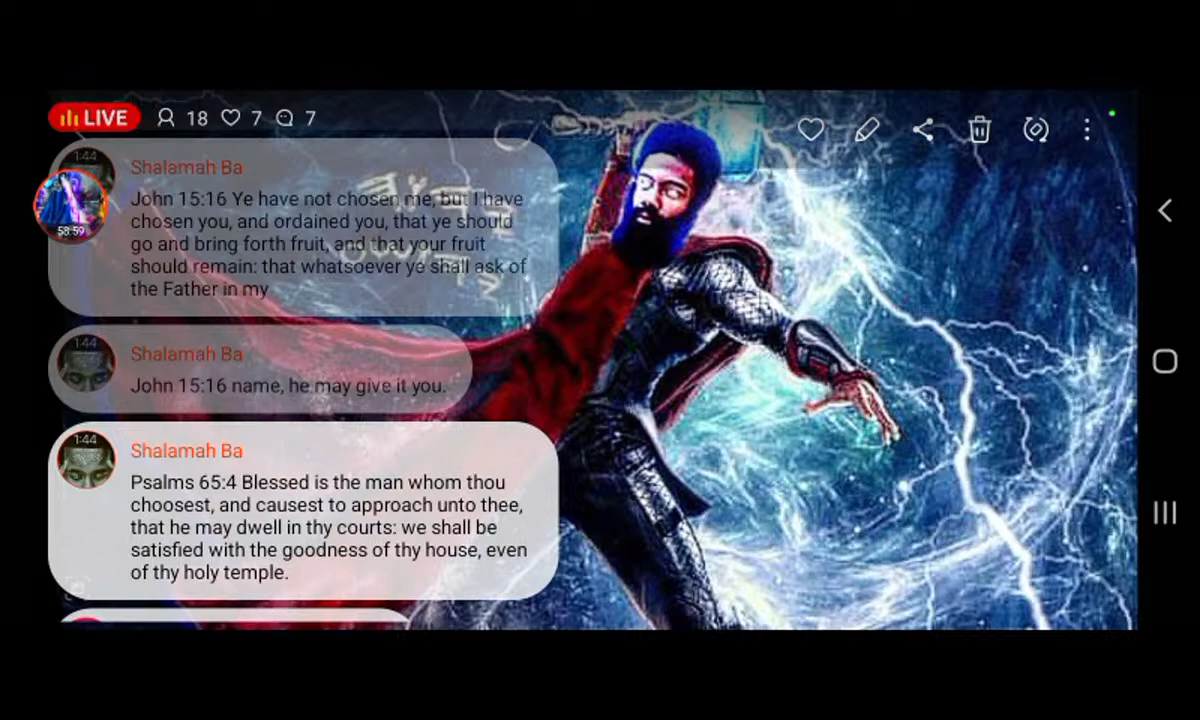 LIVE 18 7 7
1:44
Shalamah Ba
John 15:16 Ye have not chosen me, but I have
chosen you, and ordained you, that ye should
go and bring forth fruit, and that your fruit
should remain: that whatsoever ye shall ask of
the Father in my
58:59
1:44
Shalamah Ba
John 15:16 name, he may give it you.
1:44
Shalamah Ba
Psalms 65:4 Blessed is the man whom thou
choosest, and causest to approach unto thee,
that he may dwell in thy courts: we shall be
satisfied with the goodness of thy house, even
of thy holy temple.